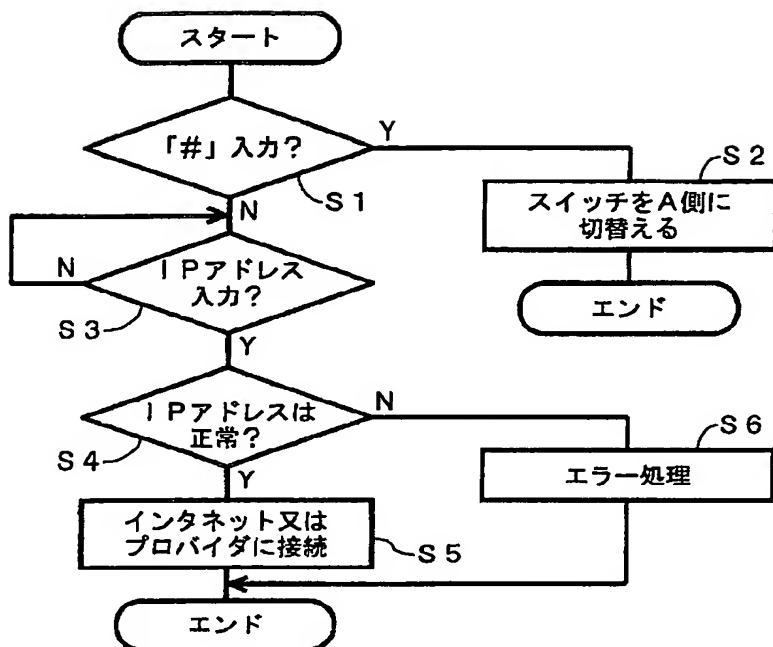 スタート
「#」入力?
Y
S1
N
S2
スイッチをA側に
切替える
エンド
IPアドレス
入力?
N
S3
Y
IPアドレスは
正常?
N
S4
Y
S6
エラー処理
インタネット又は
プロバイダに接続
S5
エンド